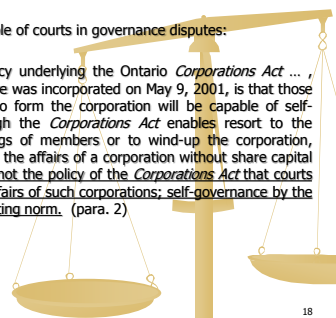 le of courts in governance disputes:
cy underlying the Ontario Corporations Act … ,
e was incorporated on May 9, 2001, is that those
o form the corporation will be capable of self-
gh the Corporations Act enables resort to the
gs of members or to wind-up the corporation,
the affairs of a corporation without share capital
not the policy of the Corporations Act that courts
fairs of such corporations; self-governance by the
ting norm. (para. 2)
18